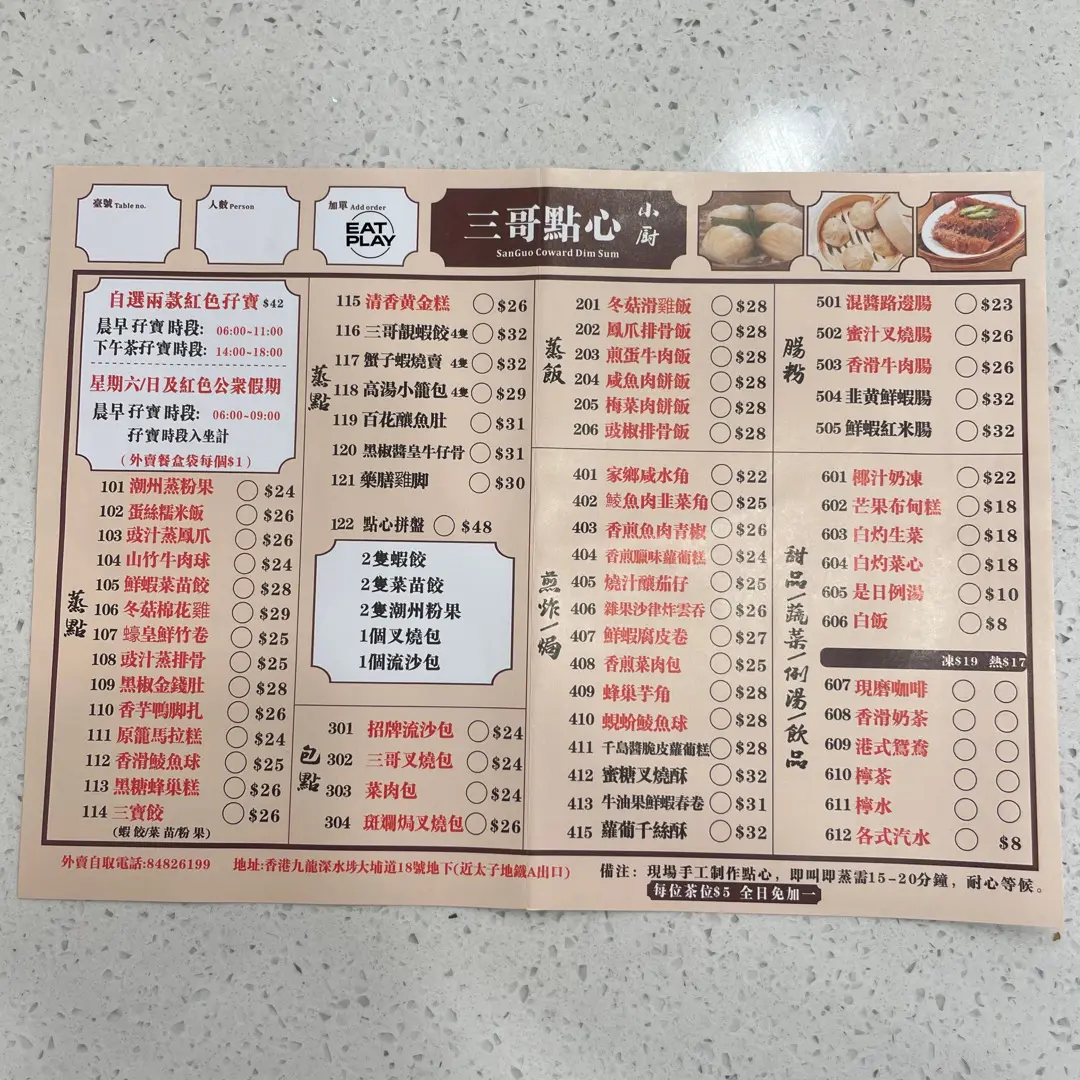 臺號 Table no.
人數 Person
加單 Add order
EAT
PLAY
三哥點心 小厨
SanGuo Coward Dim Sum
自選兩款紅色孖寶 $42
晨早孖寶時段: 06:00~11:00
下午茶孖寶時段: 14:00~18:00
星期六/日及紅色公衆假期
晨早孖寶時段: 06:00~09:00
孖寶時段入坐計
(外賣餐盒袋每個$1)
蒸點
101 潮州蒸粉果 $24
102 蛋絲糯米飯 $26
103 豉汁蒸鳳爪 $26
104 山竹牛肉球 $24
105 鮮蝦菜苗餃 $28
106 冬菇棉花雞 $29
107 蠔皇鮮竹卷 $25
108 豉汁蒸排骨 $25
109 黑椒金錢肚 $28
110 香芋鴨脚扎 $26
111 原籠馬拉糕 $24
112 香滑鯪魚球 $25
113 黑糖蜂巢糕 $26
114 三寶餃 $26
(蝦餃/菜苗/粉果)
蒸點
115 清香黄金糕 $26
116 三哥靚蝦餃 4隻 $32
117 蟹子蝦燒賣 4隻 $32
118 高湯小籠包 4隻 $29
119 百花釀魚肚 $31
120 黑椒醬皇牛仔骨 $31
121 藥膳雞脚 $30
122 點心拼盤 $48
2隻蝦餃
2隻菜苗餃
2隻潮州粉果
1個叉燒包
1個流沙包
包點
301 招牌流沙包 $24
302 三哥叉燒包 $24
303 菜肉包 $24
304 斑斕焗叉燒包 $26
蒸飯
201 冬菇滑雞飯 $28
202 鳳爪排骨飯 $28
203 煎蛋牛肉飯 $28
204 咸魚肉餅飯 $28
205 梅菜肉餅飯 $28
206 豉椒排骨飯 $28
煎/炸/焗
401 家鄉咸水角 $22
402 鯪魚肉韭菜角 $25
403 香煎魚肉青椒 $26
404 香煎臘味蘿蔔糕 $24
405 燒汁釀茄仔 $25
406 雜果沙律炸雲吞 $26
407 鮮蝦腐皮卷 $27
408 香煎菜肉包 $25
409 蜂巢芋角 $28
410 蜆蚧鯪魚球 $28
411 千島醬脆皮蘿蔔糕 $28
412 蜜糖叉燒酥 $32
413 牛油果鮮蝦春卷 $31
415 蘿蔔千絲酥 $32
腸粉
501 混醬路邊腸 $23
502 蜜汁叉燒腸 $26
503 香滑牛肉腸 $26
504 韭黄鮮蝦腸 $32
505 鮮蝦紅米腸 $32
甜品/蔬菜/例湯/飲品
601 椰汁奶凍 $22
602 芒果布甸糕 $18
603 白灼生菜 $18
604 白灼菜心 $18
605 是日例湯 $10
606 白飯 $8
凍$19 熱$17
607 現磨咖啡
608 香滑奶茶
609 港式鴛鴦
610 檸茶
611 檸水
612 各式汽水 $8
外賣自取電話:84826199 地址:香港九龍深水埗大埔道18號地下(近太子地鐵A出口)
備注：現場手工制作點心，即叫即蒸需15-20分鐘，耐心等候。
每位茶位$5 全日免加一